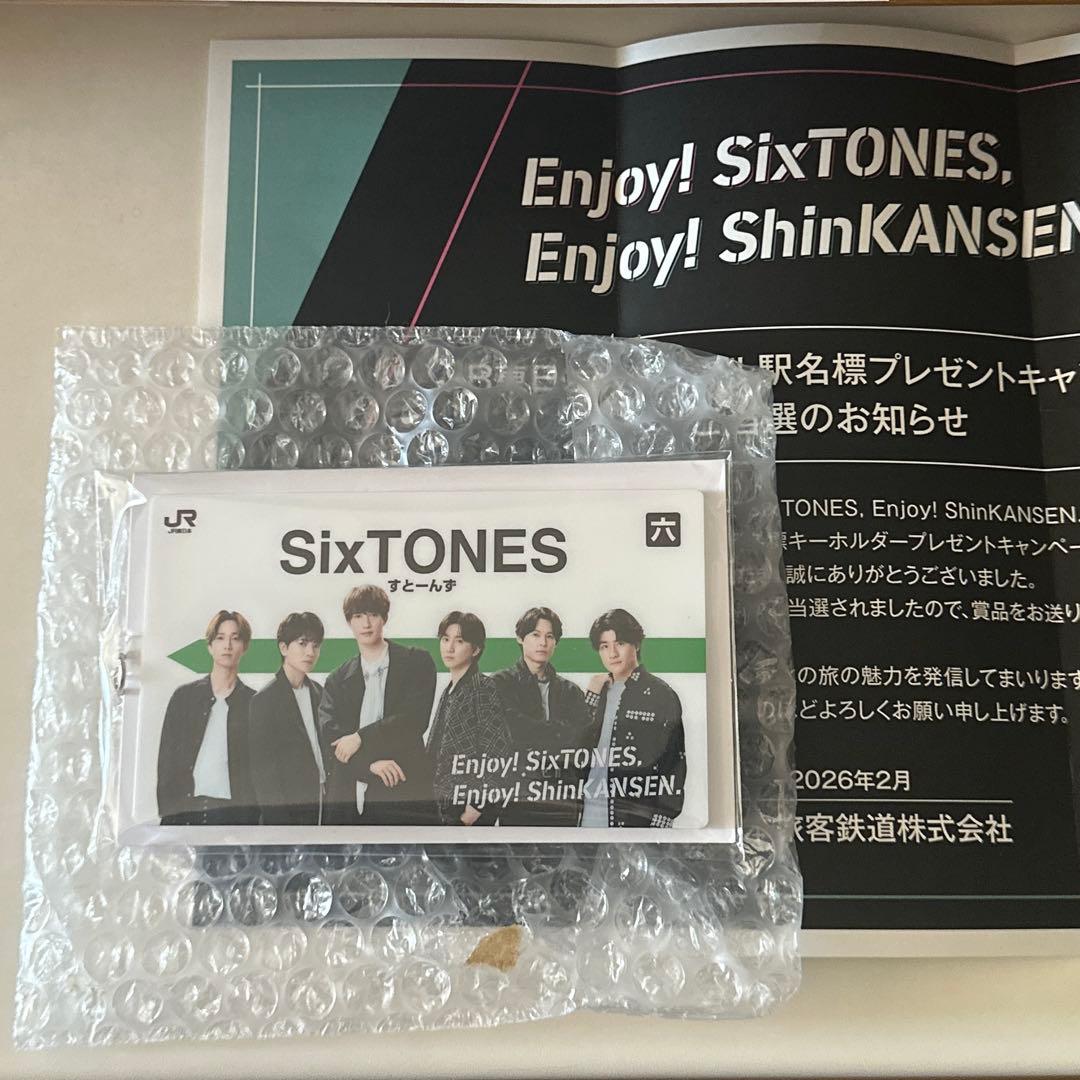 Enjoy! SixTONES,
Enjoy! ShinKANSEN
駅名標プレゼントキャ
選のお知らせ
TONES, Enjoy! ShinKANSEN.
キーホルダープレゼントキャンペー
誠にありがとうございました。
当選されましたので、賞品をお送り
の旅の魅力を発信してまいります
どよろしくお願い申し上げます。
2026年2月
旅客鉄道株式会社
JR
JR東日本
SixTONES
すとーんず
六
Enjoy! SixTONES,
Enjoy! ShinKANSEN.